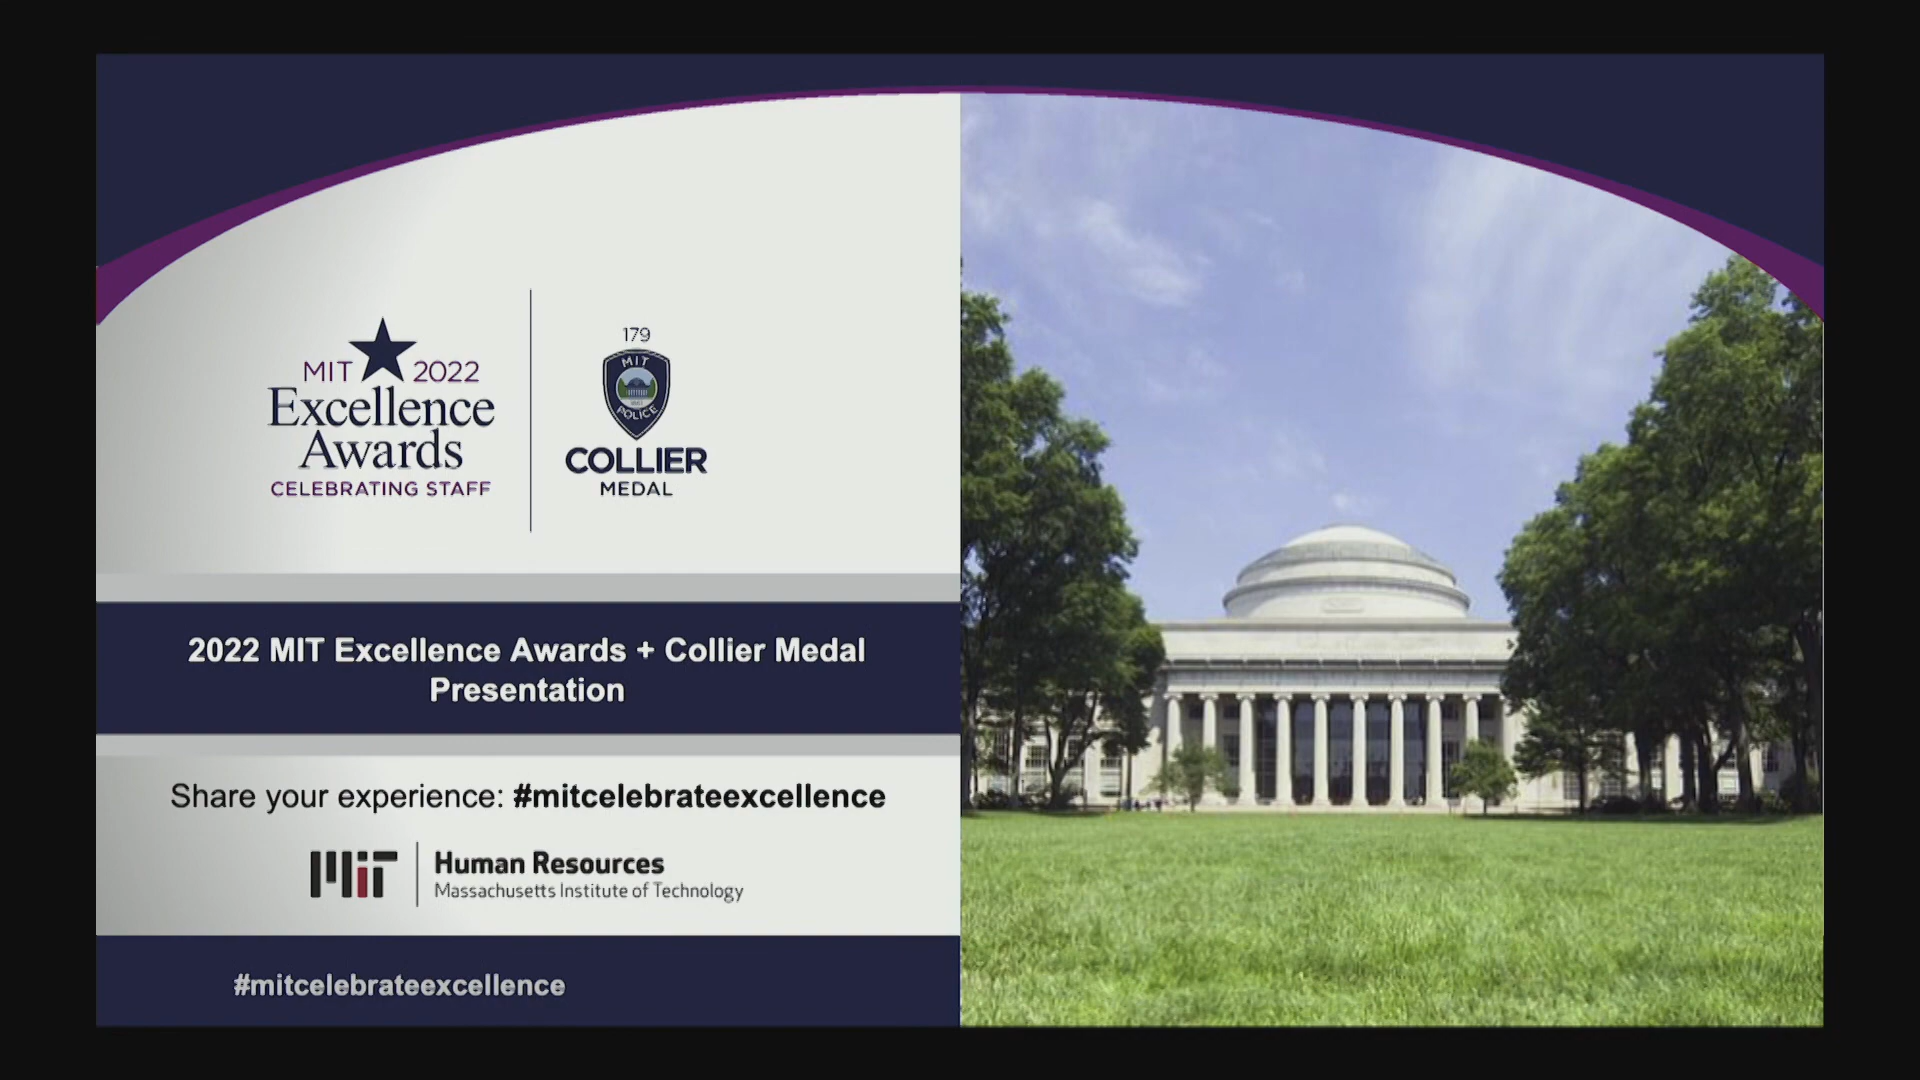 MIT 2022
Excellence
Awards
CELEBRATING STAFF
179
MIT
POLICE
COLLIER
MEDAL
2022 MIT Excellence Awards + Collier Medal
Presentation
Share your experience: #mitcelebrateexcellence
MIT
Human Resources
Massachusetts Institute of Technology
#mitcelebrateexcellence